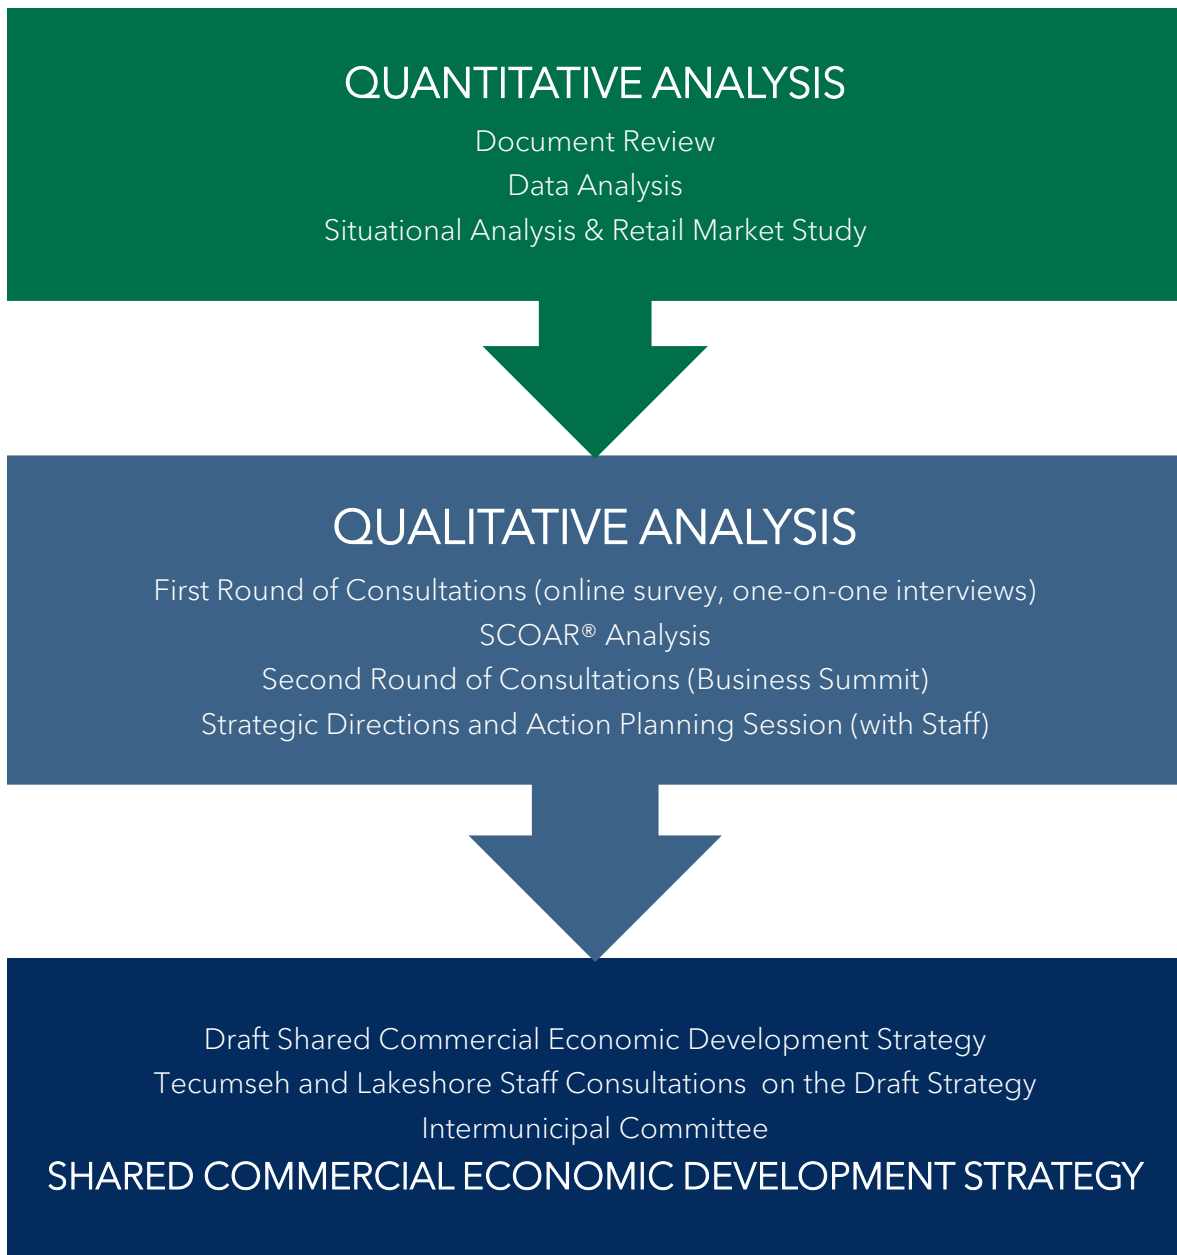 QUANTITATIVE ANALYSIS
Document Review
Data Analysis
Situational Analysis & Retail Market Study
QUALITATIVE ANALYSIS
First Round of Consultations (online survey, one-on-one interviews)
SCOAR® Analysis
Second Round of Consultations (Business Summit)
Strategic Directions and Action Planning Session (with Staff)
Draft Shared Commercial Economic Development Strategy
Tecumseh and Lakeshore Staff Consultations  on the Draft Strategy
Intermunicipal Committee
SHARED COMMERCIAL ECONOMIC DEVELOPMENT STRATEGY